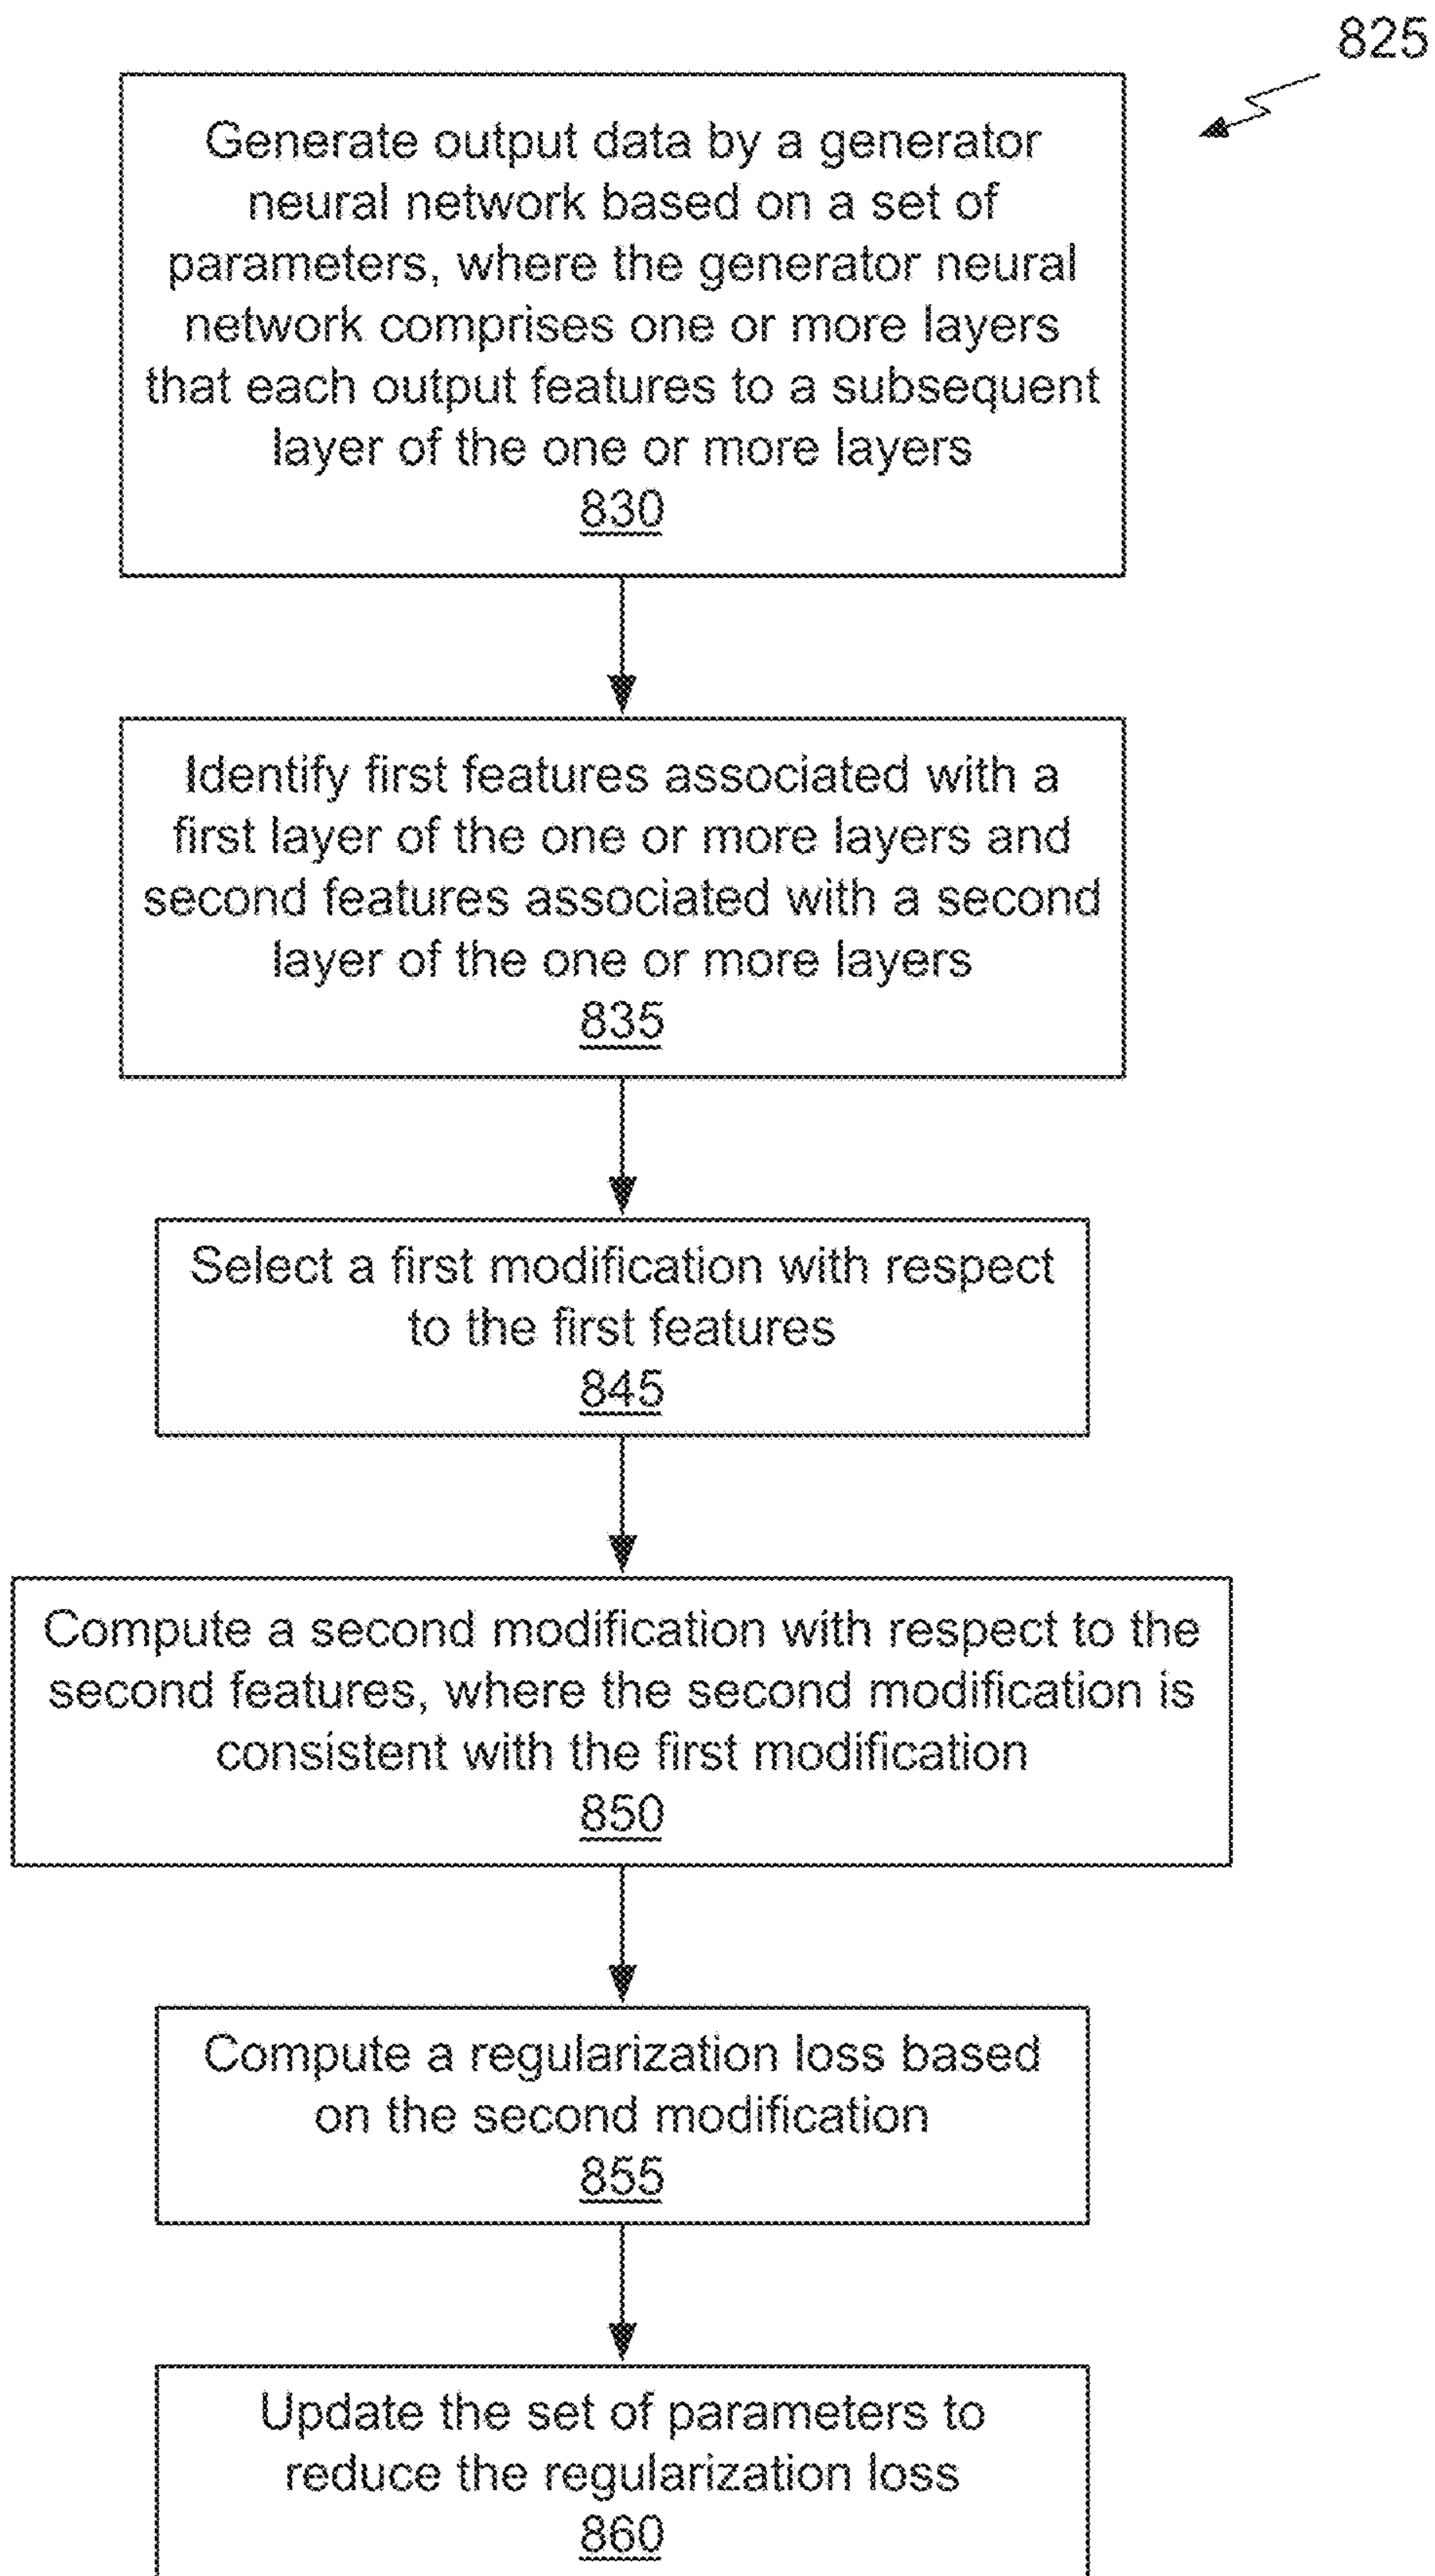 825
Generate output data by a generator
neural network based on a set of
parameters, where the generator neural
network comprises one or more layers
that each output features to a subsequent
layer of the one or more layers
830
Identify first features associated with a
first layer of the one or more layers and
second features associated with a second
layer of the one or more layers
835
Select a first modification with respect
to the first features
845
Compute a second modification with respect to the
second features, where the second modification is
consistent with the first modification
850
Compute a regularization loss based
on the second modification
855
Update the set of parameters to
reduce the regularization loss
860